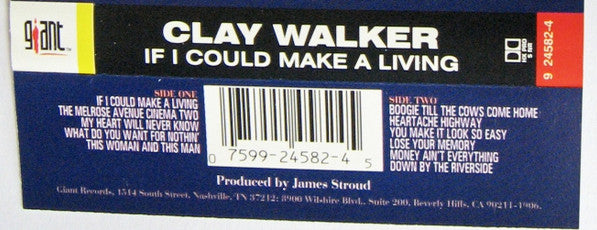 giant
CLAY WALKER
IF I COULD MAKE A LIVING
9 24582-4
SIDE ONE
IF I COULD MAKE A LIVING
THE MELROSE AVENUE CINEMA TWO
MY HEART WILL NEVER KNOW
WHAT DO YOU WANT FOR NOTHIN'
THIS WOMAN AND THIS MAN
0 7599-24582-4 5
SIDE TWO
BOOGIE TILL THE COWS COME HOME
HEARTACHE HIGHWAY
YOU MAKE IT LOOK SO EASY
LOSE YOUR MEMORY
MONEY AIN'T EVERYTHING
DOWN BY THE RIVERSIDE
Produced by James Stroud
Giant Records, 1514 South Street, Nashville, TN 37212: 8900 Wilshire Blvd., Suite 200, Beverly Hills, CA 90211-1906.